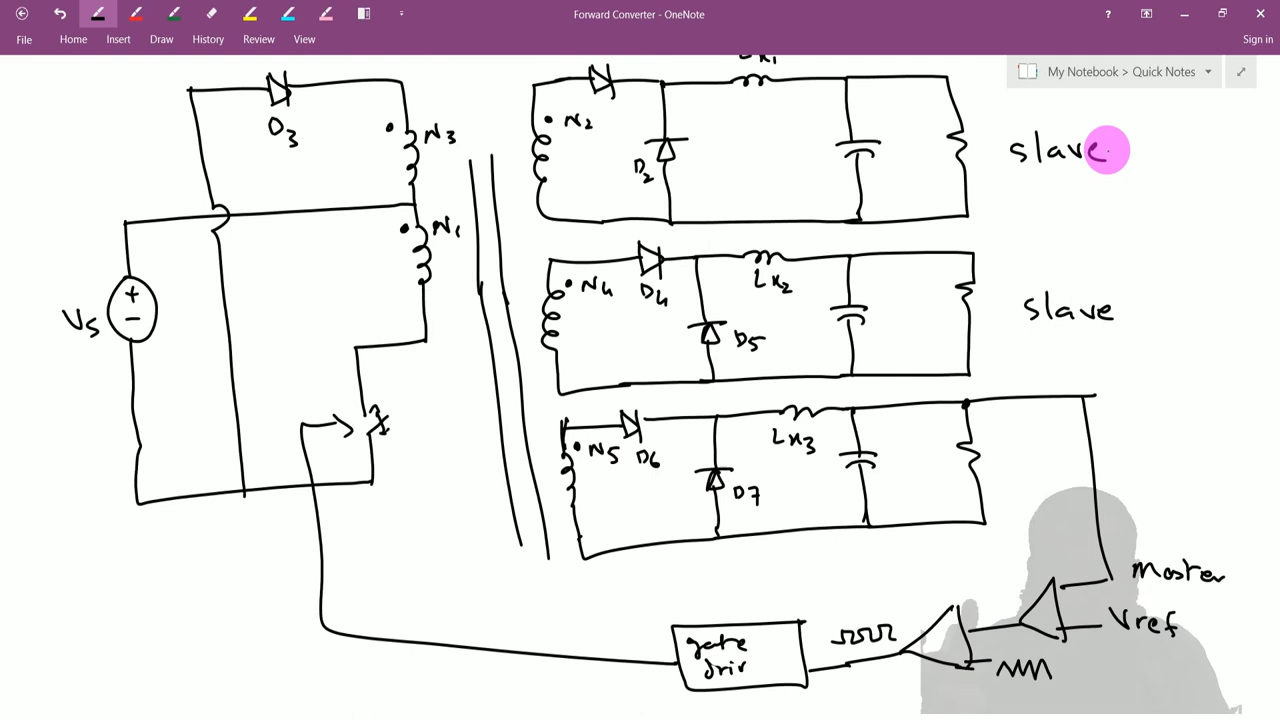 Forward Converter - OneNote
?
File Home Insert Draw History Review View
Sign in
My Notebook > Quick Notes
D3
N3
N1
Vs
+
−
N2
D2
slave
N4
D4
Lx2
D5
slave
N5
D6
Lx3
D7
Master
Vref
gate
driv